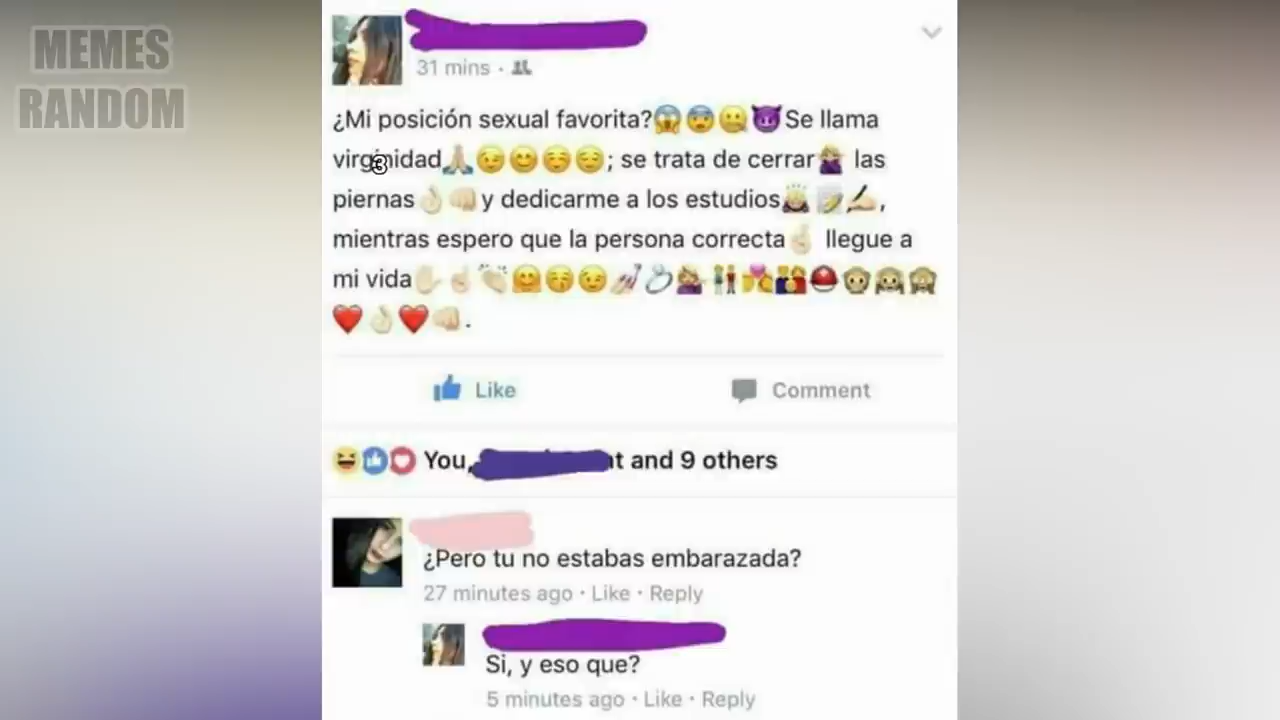 MEMES
RANDOM
31 mins ·
¿Mi posición sexual favorita?😱😨🤐😈Se llama
virginidad🙏🏼😉😊☺️😌; se trata de cerrar🙅🏼 las
piernas👌🏻👊🏻y dedicarme a los estudios🙇🏼📝✍🏻,
mientras espero que la persona correcta☝🏻 llegue a
mi vida✋🏻☝🏻👏🏻🤗😚😉💅🏻💍💁🏼👫💏👪⛑🐵🙉🙈
❤️👌🏻❤️👊🏻.
Like
Comment
You, t and 9 others
¿Pero tu no estabas embarazada?
27 minutes ago · Like · Reply
Si, y eso que?
5 minutes ago · Like · Reply